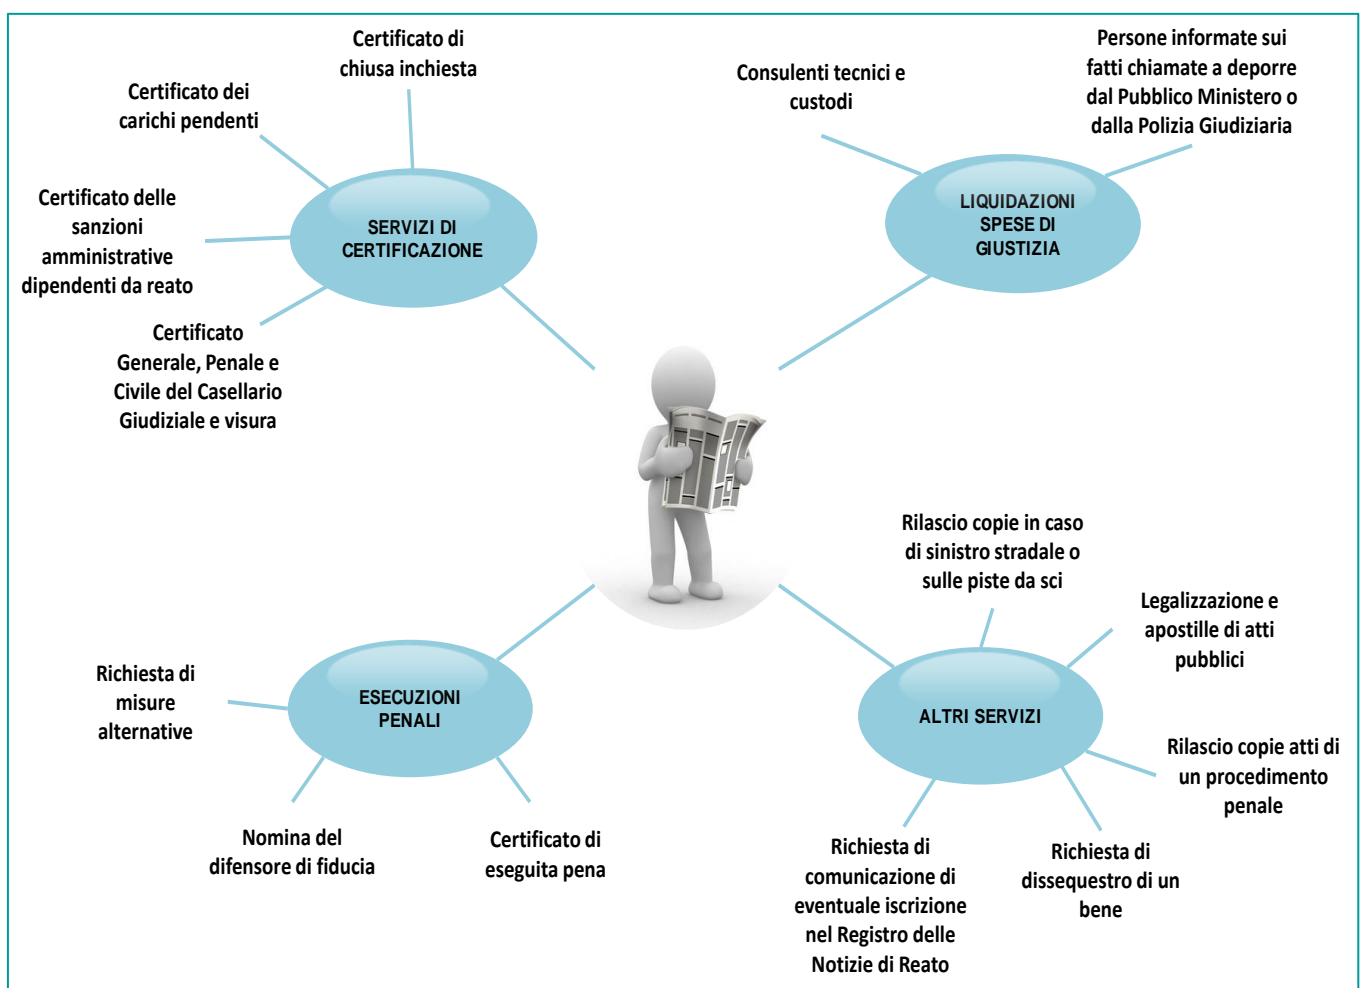 Certificato di
chiusa inchiesta
Certificato dei
carichi pendenti
Certificato delle
sanzioni
amministrative
dipendenti da reato
Certificato
Generale, Penale e
Civile del Casellario
Giudiziale e visura
SERVIZI DI
CERTIFICAZIONE
Consulenti tecnici e
custodi
Persone informate sui
fatti chiamate a deporre
dal Pubblico Ministero o
dalla Polizia Giudiziaria
LIQUIDAZIONI
SPESE DI
GIUSTIZIA
Richiesta di
misure
alternative
ESECUZIONI
PENALI
Nomina del
difensore di fiducia
Certificato di
eseguita pena
Rilascio copie in caso
di sinistro stradale o
sulle piste da sci
Legalizzazione e
apostille di atti
pubblici
ALTRI SERVIZI
Rilascio copie atti di
un procedimento
penale
Richiesta di
comunicazione di
eventuale iscrizione
nel Registro delle
Notizie di Reato
Richiesta di
dissequestro di un
bene